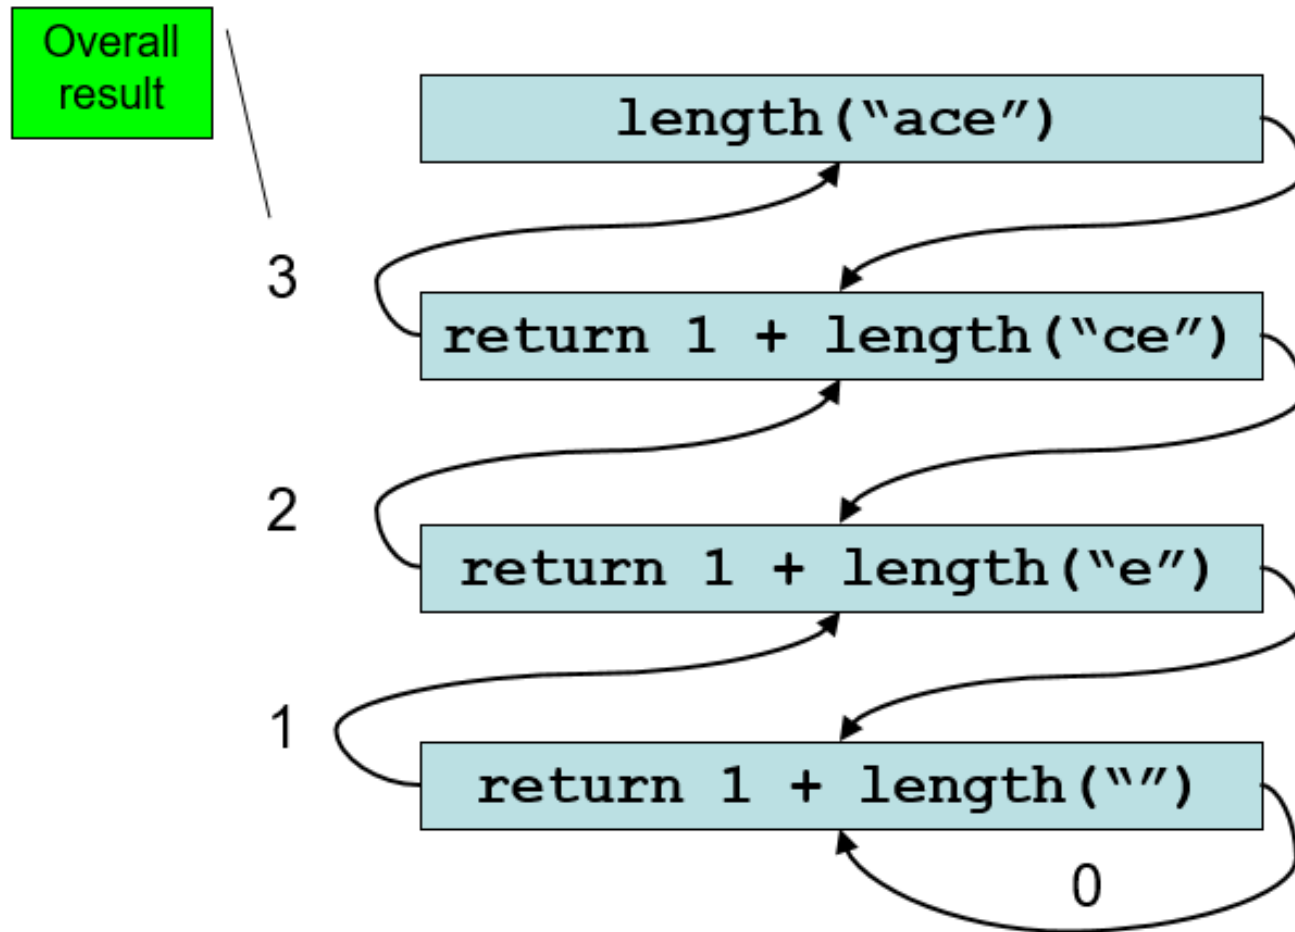 Overall
result
length(“ace”)
3
return 1 + length(“ce”)
2
return 1 + length(“e”)
1
return 1 + length(“”)
0